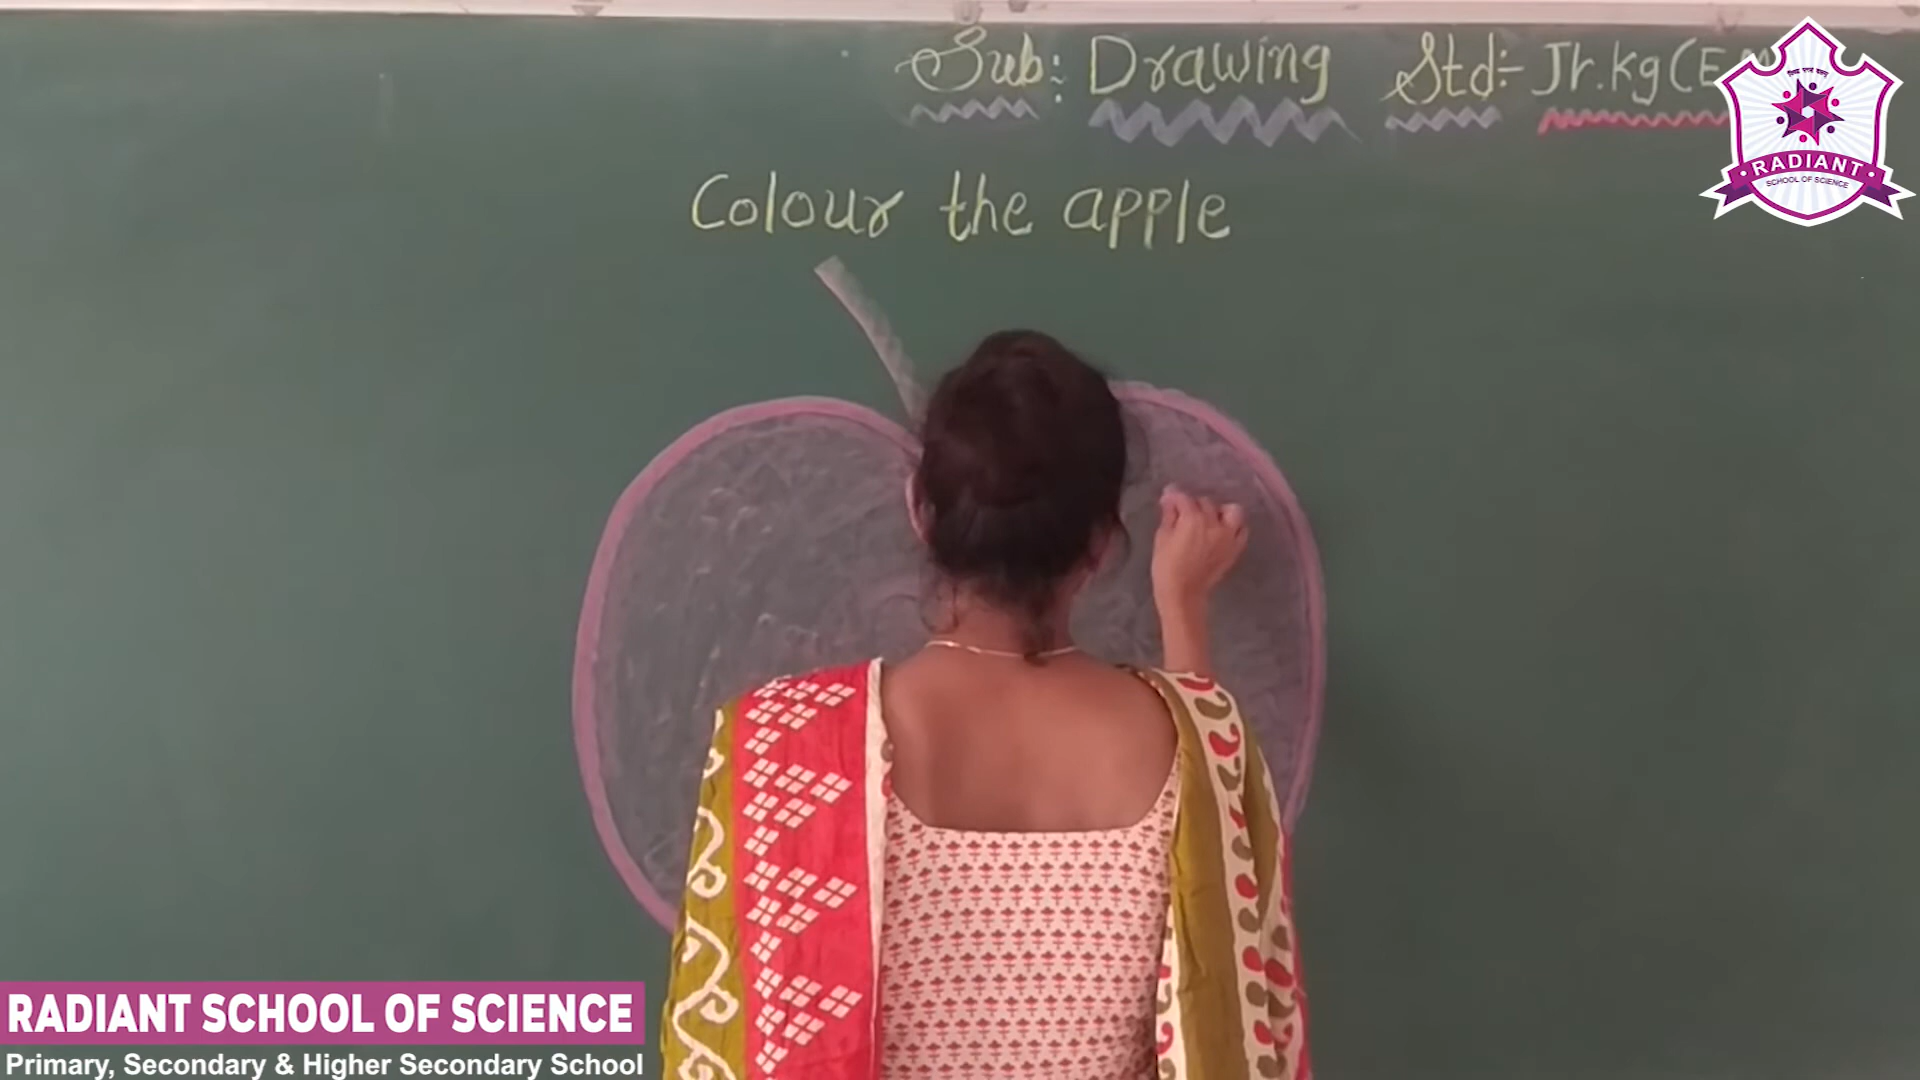 Sub: Drawing Std:- Jr.kg (E
Colour the apple
RADIANT
SCHOOL OF SCIENCE
RADIANT SCHOOL OF SCIENCE
Primary, Secondary & Higher Secondary School